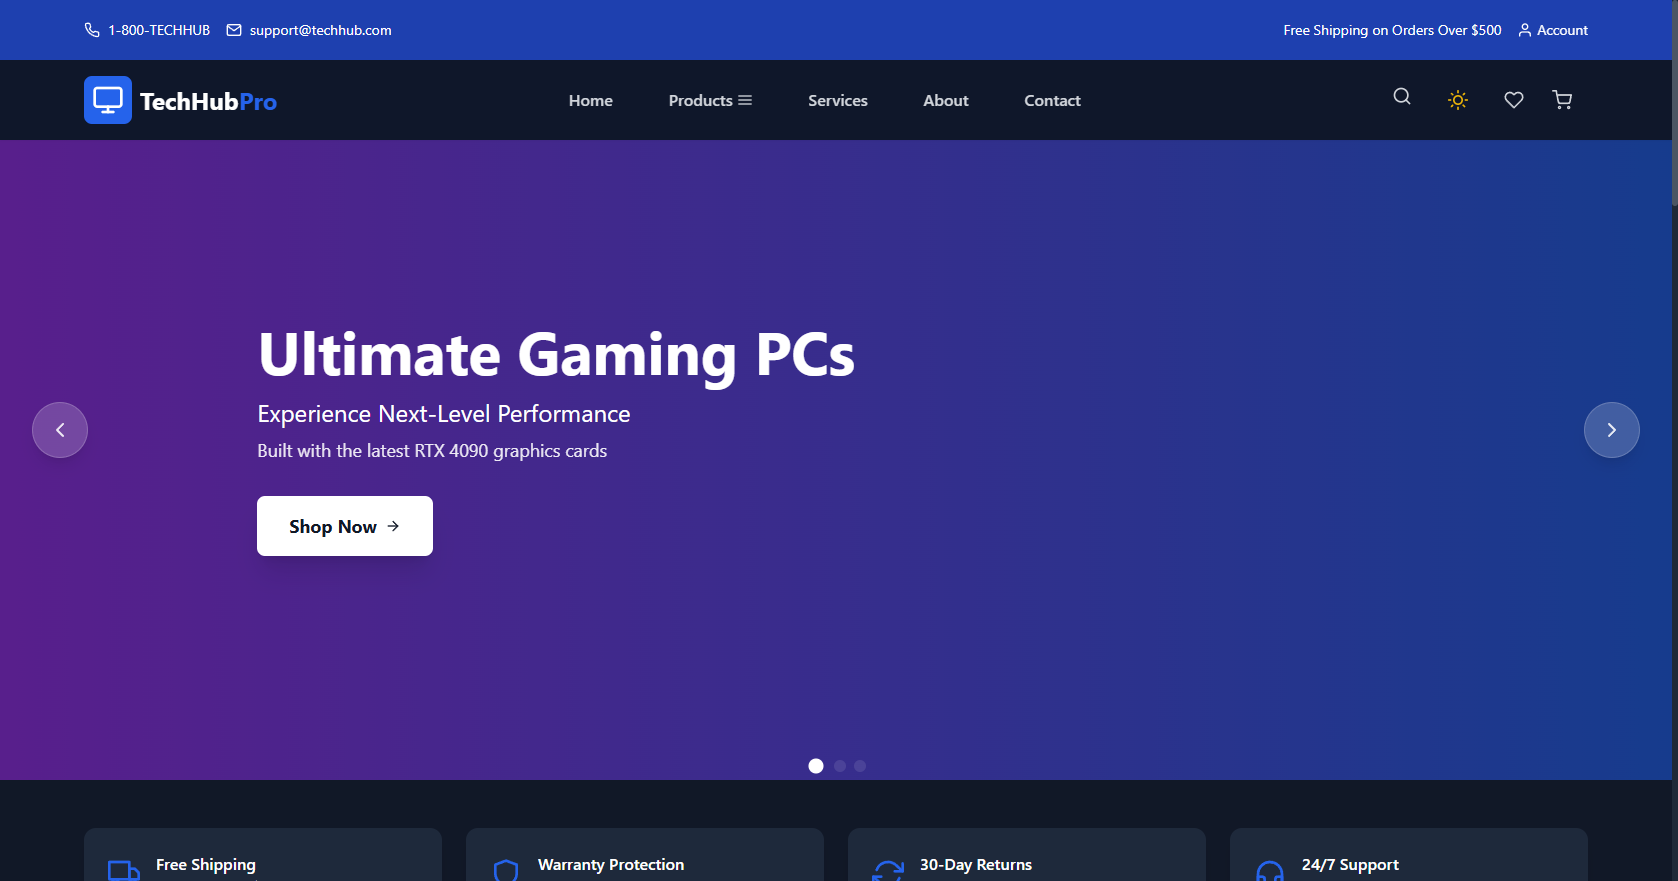 1-800-TECHHUB support@techhub.com Free Shipping on Orders Over $500 Account
TechHubPro Home Products Services About Contact
Ultimate Gaming PCs
Experience Next-Level Performance
Built with the latest RTX 4090 graphics cards
Shop Now
Free Shipping Warranty Protection 30-Day Returns 24/7 Support